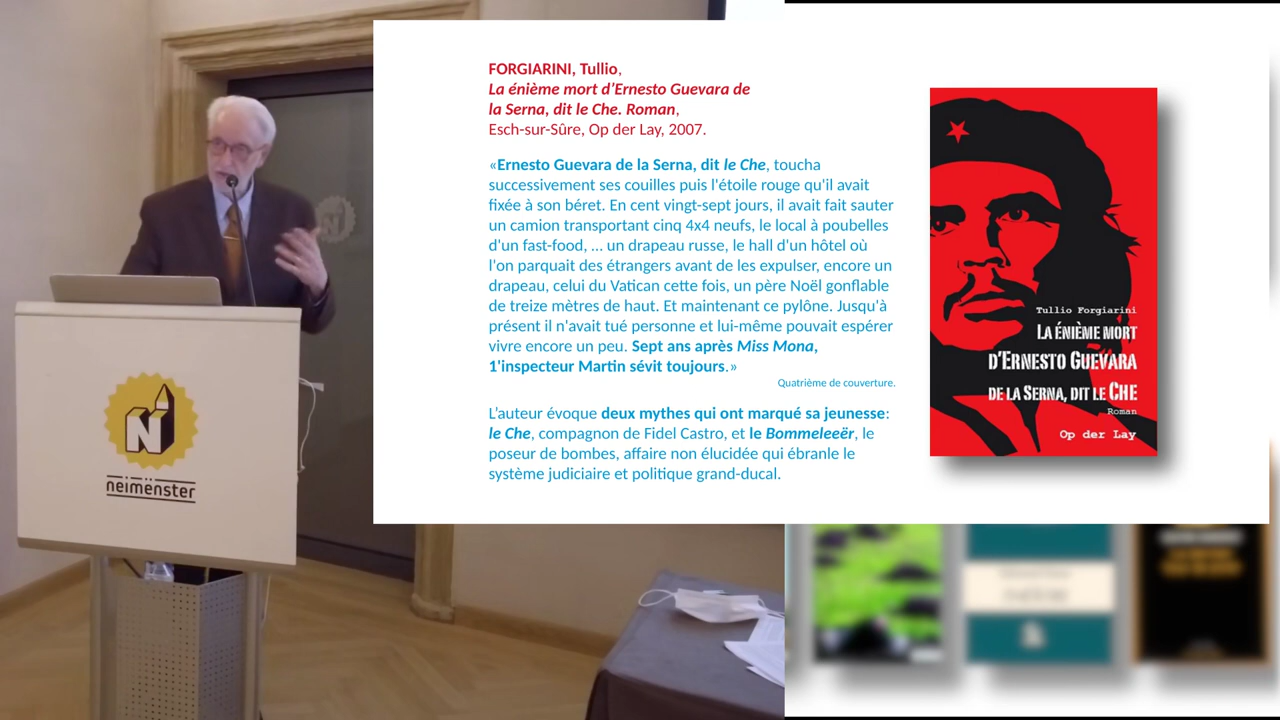 FORGIARINI, Tullio,
La énième mort d'Ernesto Guevara de
la Serna, dit le Che. Roman,
Esch-sur-Sûre, Op der Lay, 2007.
«Ernesto Guevara de la Serna, dit le Che, toucha
successivement ses couilles puis l'étoile rouge qu'il avait
fixée à son béret. En cent vingt-sept jours, il avait fait sauter
un camion transportant cinq 4x4 neufs, le local à poubelles
d'un fast-food, ... un drapeau russe, le hall d'un hôtel où
l'on parquait des étrangers avant de les expulser, encore un
drapeau, celui du Vatican cette fois, un père Noël gonflable
de treize mètres de haut. Et maintenant ce pylône. Jusqu'à
présent il n'avait tué personne et lui-même pouvait espérer
vivre encore un peu. Sept ans après Miss Mona,
1'inspecteur Martin sévit toujours.»
Quatrième de couverture.
L'auteur évoque deux mythes qui ont marqué sa jeunesse:
le Che, compagnon de Fidel Castro, et le Bommeleeër, le
poseur de bombes, affaire non élucidée qui ébranle le
système judiciaire et politique grand-ducal.
Tullio Forgiarini
La énième mort
d'Ernesto Guevara
de la Serna, dit le Che
Roman
Op der Lay
N
neimënster